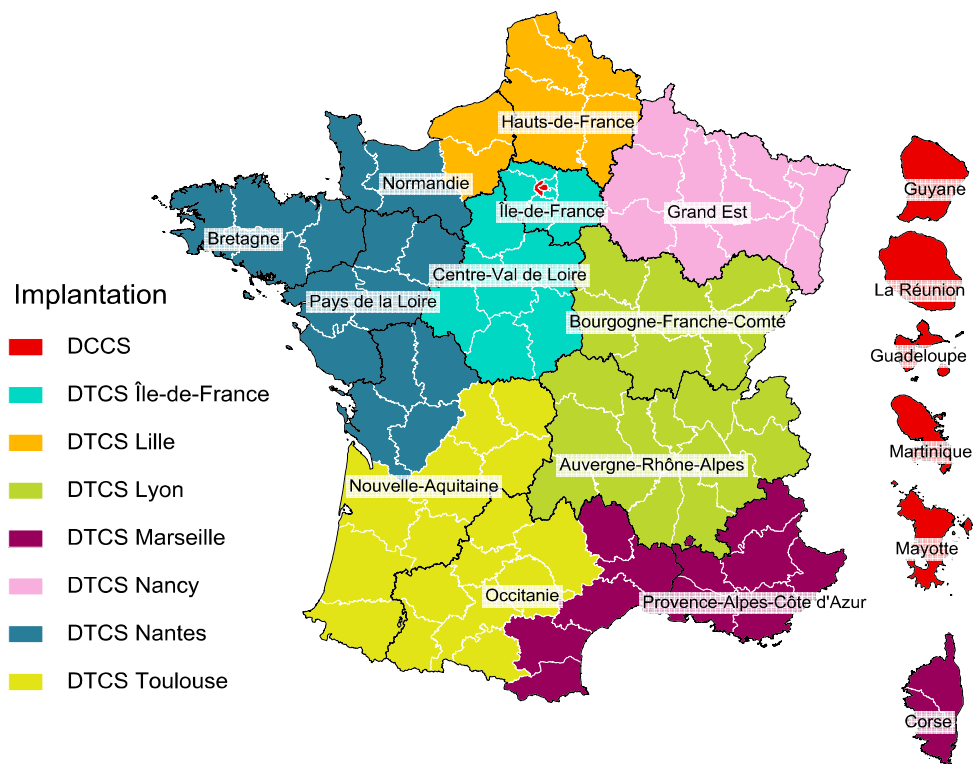 Hauts-de-France
Normandie
Île-de-France
Grand Est
Bretagne
Centre-Val de Loire
Pays de la Loire
Bourgogne-Franche-Comté
Auvergne-Rhône-Alpes
Nouvelle-Aquitaine
Occitanie
Provence-Alpes-Côte d'Azur
Guyane
La Réunion
Guadeloupe
Martinique
Mayotte
Corse
Implantation
DCCS
DTCS Île-de-France
DTCS Lille
DTCS Lyon
DTCS Marseille
DTCS Nancy
DTCS Nantes
DTCS Toulouse